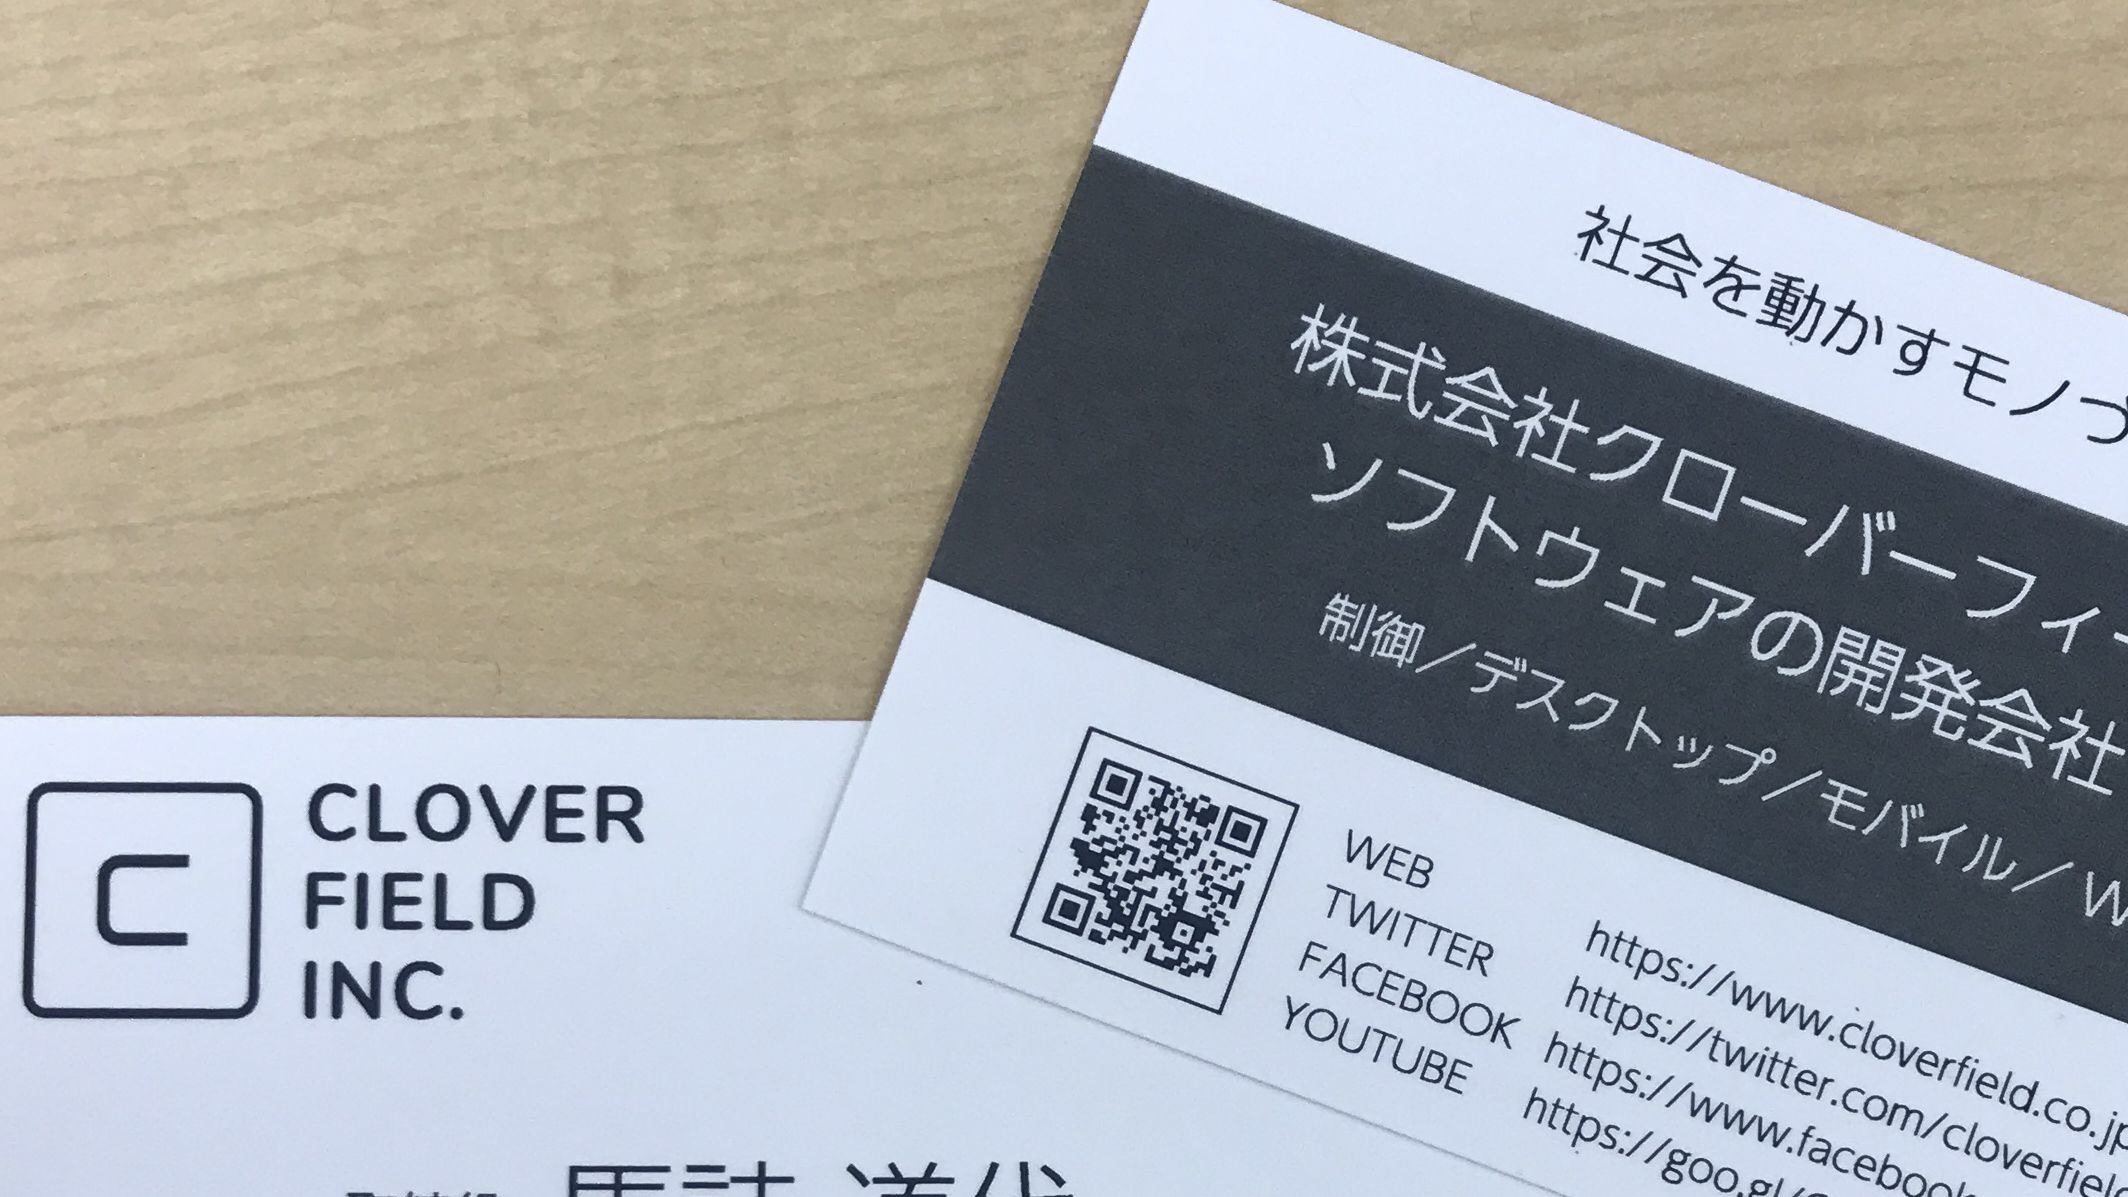 社会を動かすモノづ
株式会社クローバーフィー
ソフトウェアの開発会社
制御／デスクトップ／モバイル／W
WEB https://www.cloverfield.co.jp
TWITTER https://twitter.com/cloverfiel
FACEBOOK https://www.facebook
YOUTUBE https://goo.gl/
CLOVER
FIELD
INC.